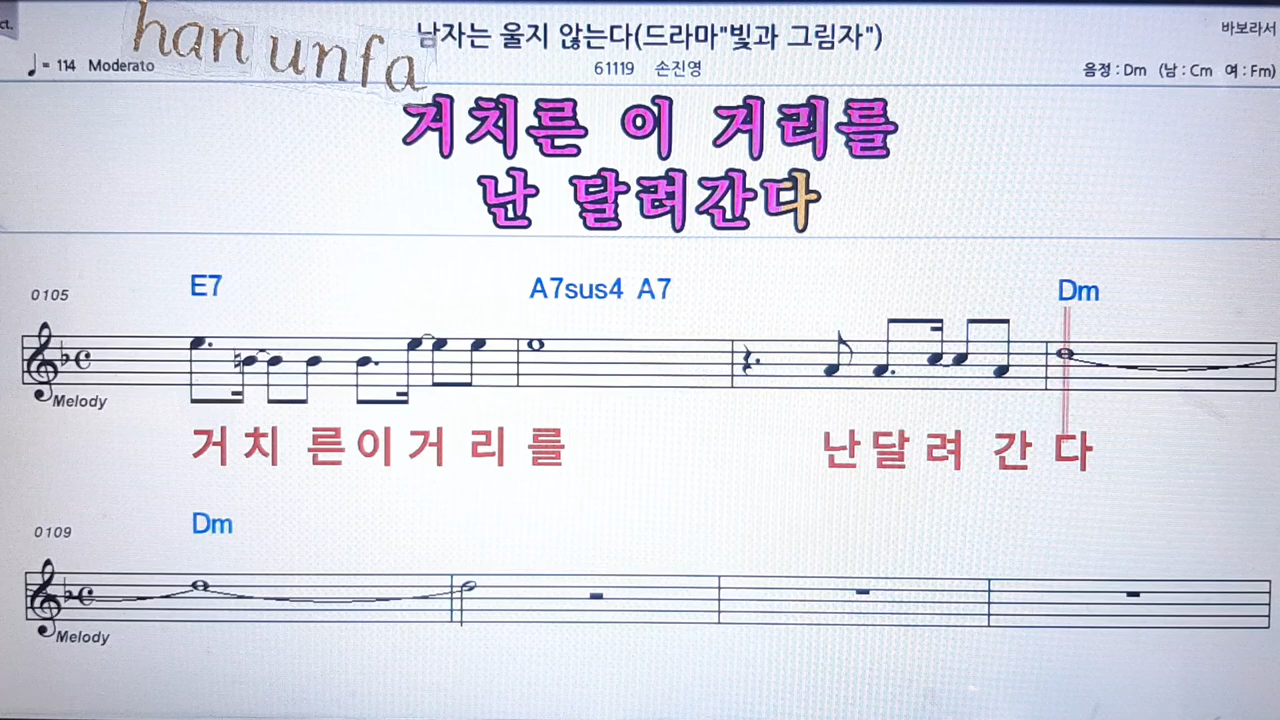 ct.
han unfa
남자는 울지 않는다(드라마"빛과 그림자")
바보라서
♩= 114 Moderato
61119 손진영
음정 : Dm (남 : Cm 여 : Fm)
거치른 이 거리를
난 달려간다
0105
E7 A7sus4 A7 Dm
Melody
거 치 른 이 거 리 를 난 달 려 간 다
0109
Dm
Melody